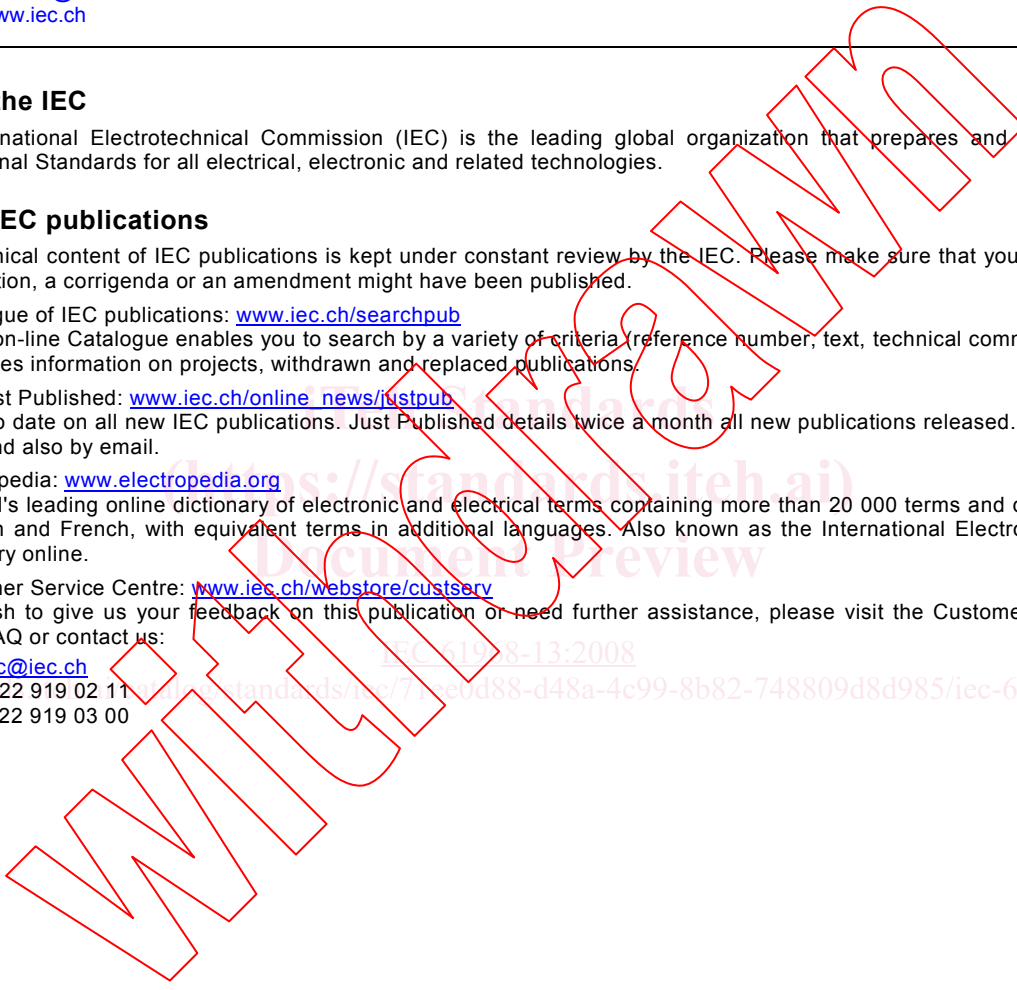 ww.iec.ch
the IEC
national Electrotechnical Commission (IEC) is the leading global organization that prepares and
nal Standards for all electrical, electronic and related technologies.
EC publications
nical content of IEC publications is kept under constant review by the IEC. Please make sure that you
tion, a corrigenda or an amendment might have been published.
gue of IEC publications: www.iec.ch/searchpub
on-line Catalogue enables you to search by a variety of criteria (reference number, text, technical comm
es information on projects, withdrawn and replaced publications.
st Published: www.iec.ch/online_news/justpub
o date on all new IEC publications. Just Published details twice a month all new publications released.
nd also by email.
pedia: www.electropedia.org
l's leading online dictionary of electronic and electrical terms containing more than 20 000 terms and d
n and French, with equivalent terms in additional languages. Also known as the International Electro
ry online.
mer Service Centre: www.iec.ch/webstore/custserv
sh to give us your feedback on this publication or need further assistance, please visit the Custome
AQ or contact us:
c@iec.ch
22 919 02 11
22 919 03 00
iTeh Standards
(https://standards.iteh.ai)
Document Preview
IEC 61988-13:2008
catalog/standards/iec/71ee0d88-d48a-4c99-8b82-748809d8d985/iec-6
withdrawn